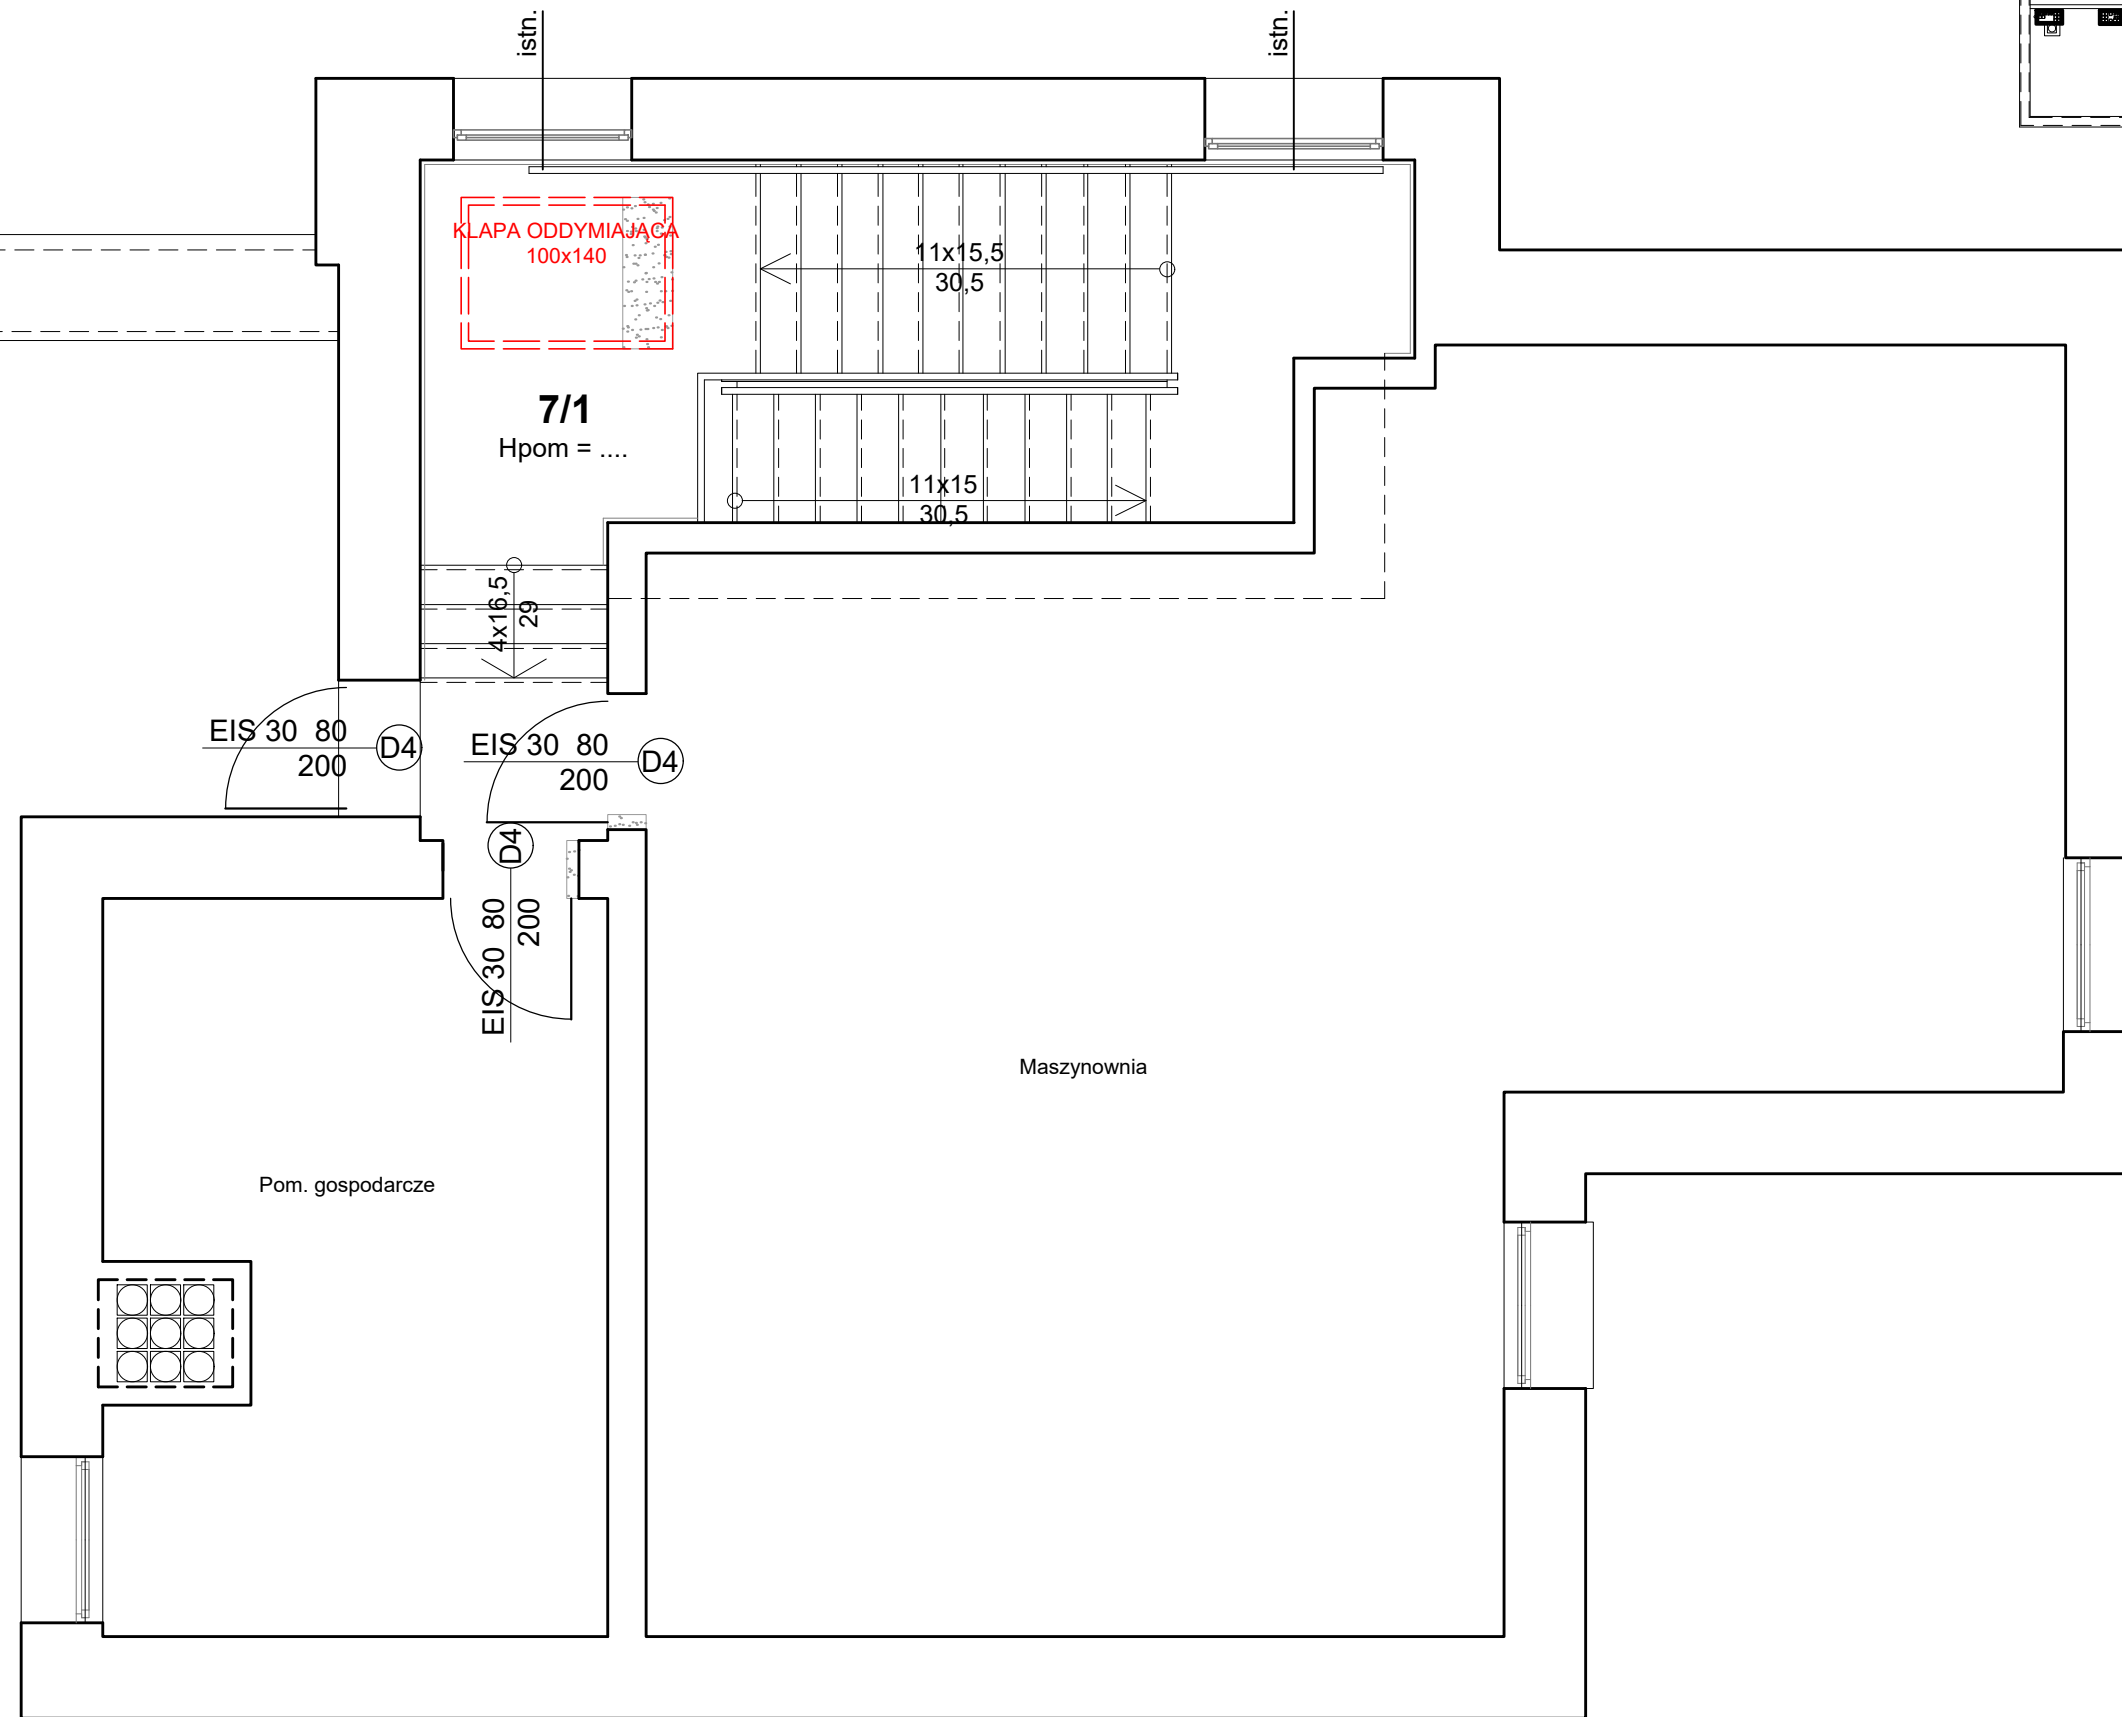 istn.
istn.
KLAPA ODDYMIAJĄCA
100x140
11x15,5
30,5
7/1
Hpom = ....
11x15
30,5
4x16,5
29
EIS 30 80
200
D4
EIS 30 80
200
D4
D4
EIS 30 80
200
Maszynownia
Pom. gospodarcze